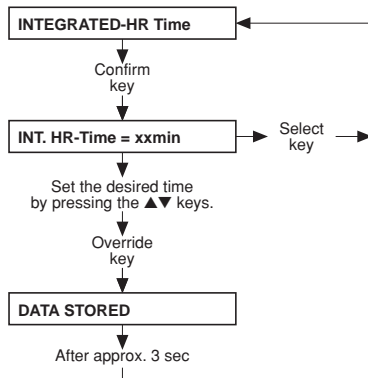 INTEGRATED-HR Time
Confirm
key
INT. HR-Time = xxmin
Select
key
Set the desired time
by pressing the ▲▼ keys.
Override
key
DATA STORED
After approx. 3 sec